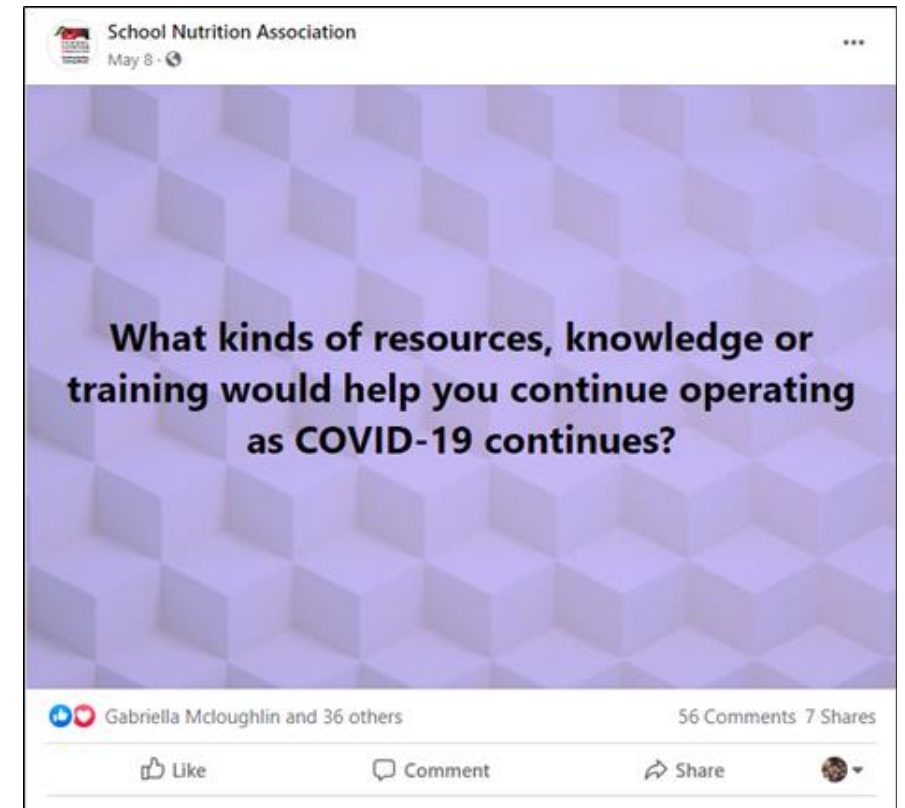 School Nutrition Association
May 8 ·
What kinds of resources, knowledge or
training would help you continue operating
as COVID-19 continues?
Gabriella Mcloughlin and 36 others
56 Comments 7 Shares
Like
Comment
Share